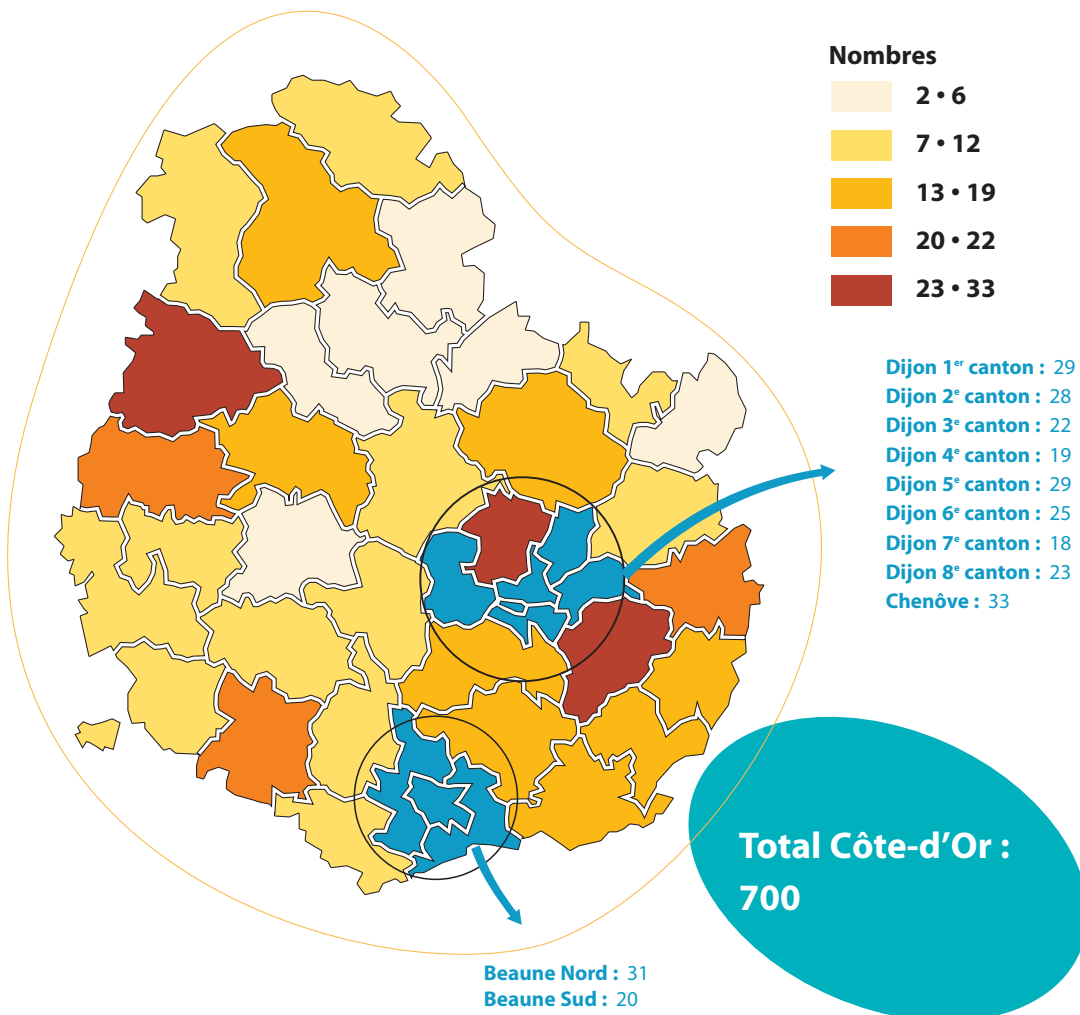 Nombres
2 • 6
7 • 12
13 • 19
20 • 22
23 • 33
Dijon 1er canton : 29
Dijon 2e canton : 28
Dijon 3e canton : 22
Dijon 4e canton : 19
Dijon 5e canton : 29
Dijon 6e canton : 25
Dijon 7e canton : 18
Dijon 8e canton : 23
Chenôve : 33
Total Côte-d’Or :
700
Beaune Nord : 31
Beaune Sud : 20